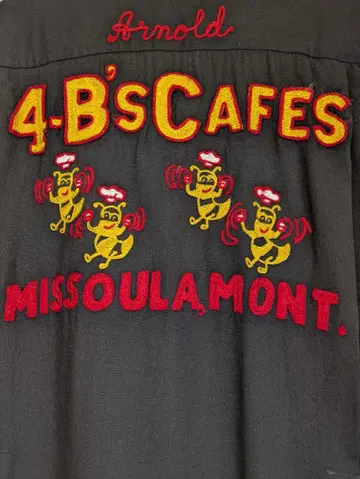 Arnold
4-B'S CAFES
MISSOULA, MONT.